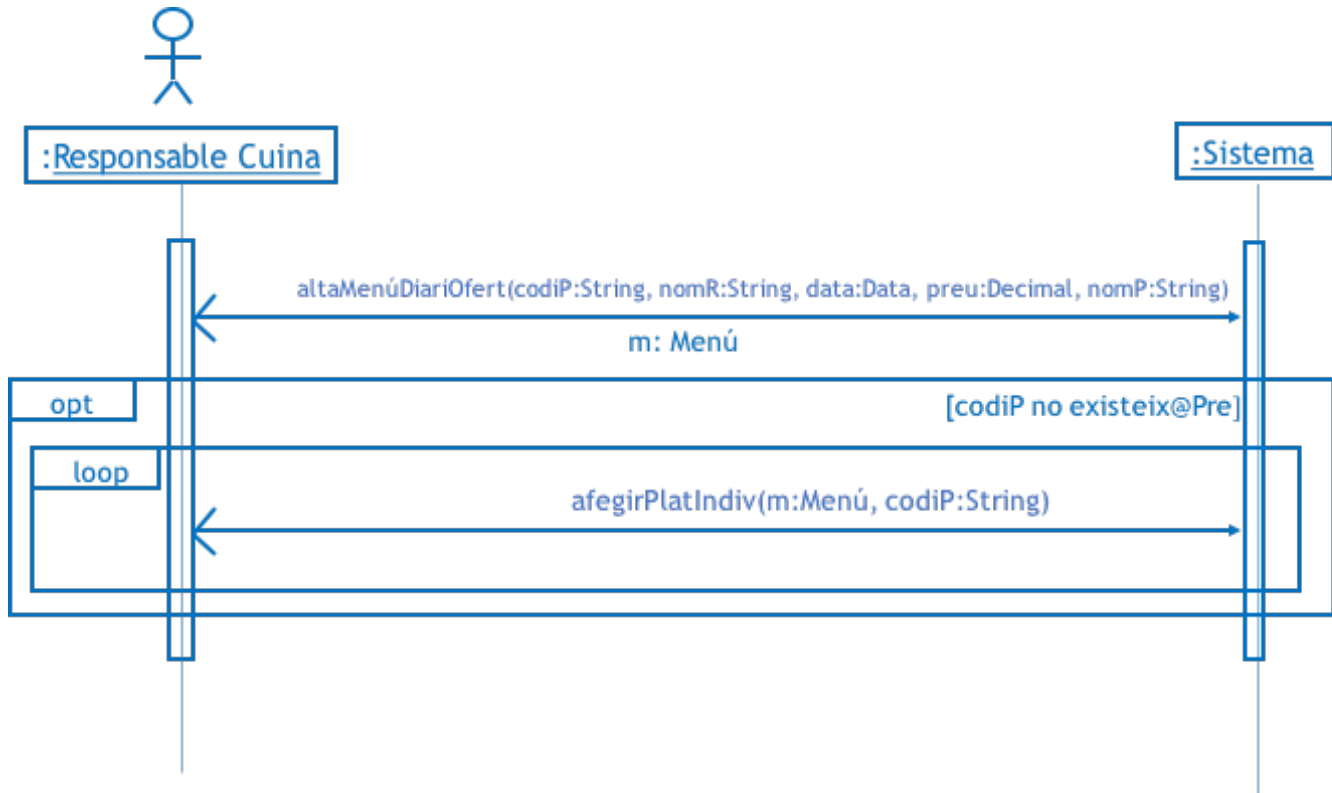 :Responsable Cuina
:Sistema
altaMenúDiariOfert(codiP:String, nomR:String, data:Data, preu:Decimal, nomP:String)
m: Menú
opt
[codiP no existeix@Pre]
loop
afegirPlatIndiv(m:Menú, codiP:String)